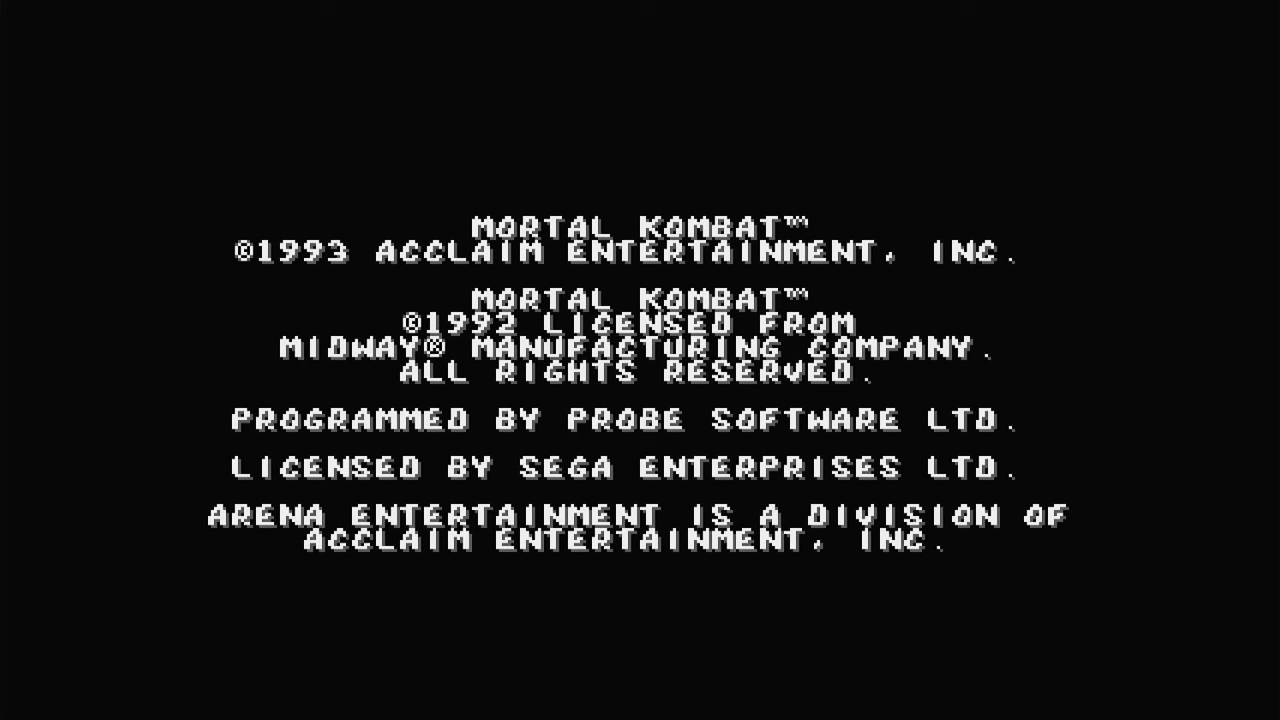 MORTAL KOMBAT™
©1993 ACCLAIM ENTERTAINMENT, INC.
MORTAL KOMBAT™
©1992 LICENSED FROM
MIDWAY® MANUFACTURING COMPANY.
ALL RIGHTS RESERVED.
PROGRAMMED BY PROBE SOFTWARE LTD.
LICENSED BY SEGA ENTERPRISES LTD.
ARENA ENTERTAINMENT IS A DIVISION OF
ACCLAIM ENTERTAINMENT, INC.